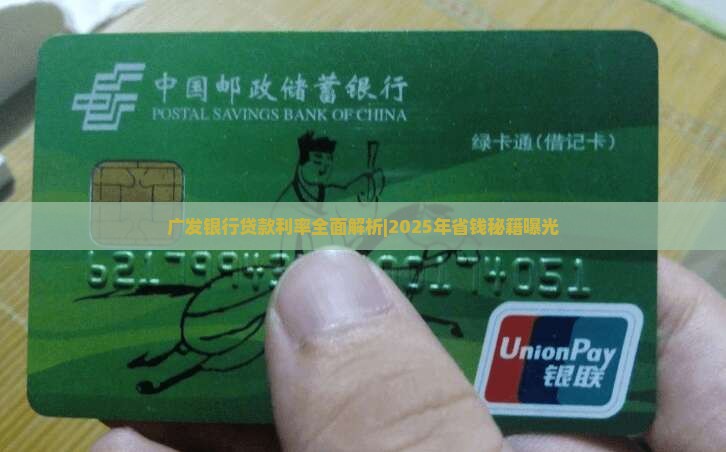 中国邮政储蓄银行
POSTAL SAVINGS BANK OF CHINA
绿卡通(借记卡)
广发银行贷款利率全面解析|2025年省钱秘籍曝光
UnionPay
银联